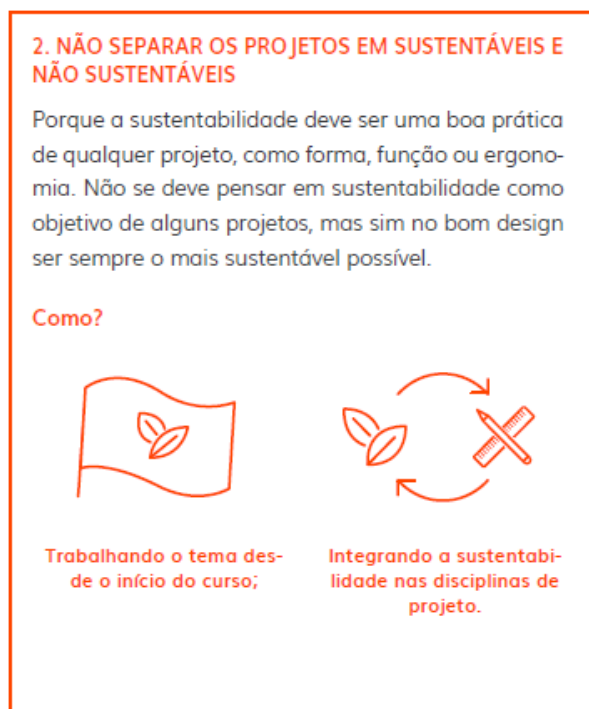 2. NÃO SEPARAR OS PROJETOS EM SUSTENTÁVEIS E
NÃO SUSTENTÁVEIS
Porque a sustentabilidade deve ser uma boa prática
de qualquer projeto, como forma, função ou ergono-
mia. Não se deve pensar em sustentabilidade como
objetivo de alguns projetos, mas sim no bom design
ser sempre o mais sustentável possível.
Como?
Trabalhando o tema des-
de o início do curso;
Integrando a sustentabi-
lidade nas disciplinas de
projeto.